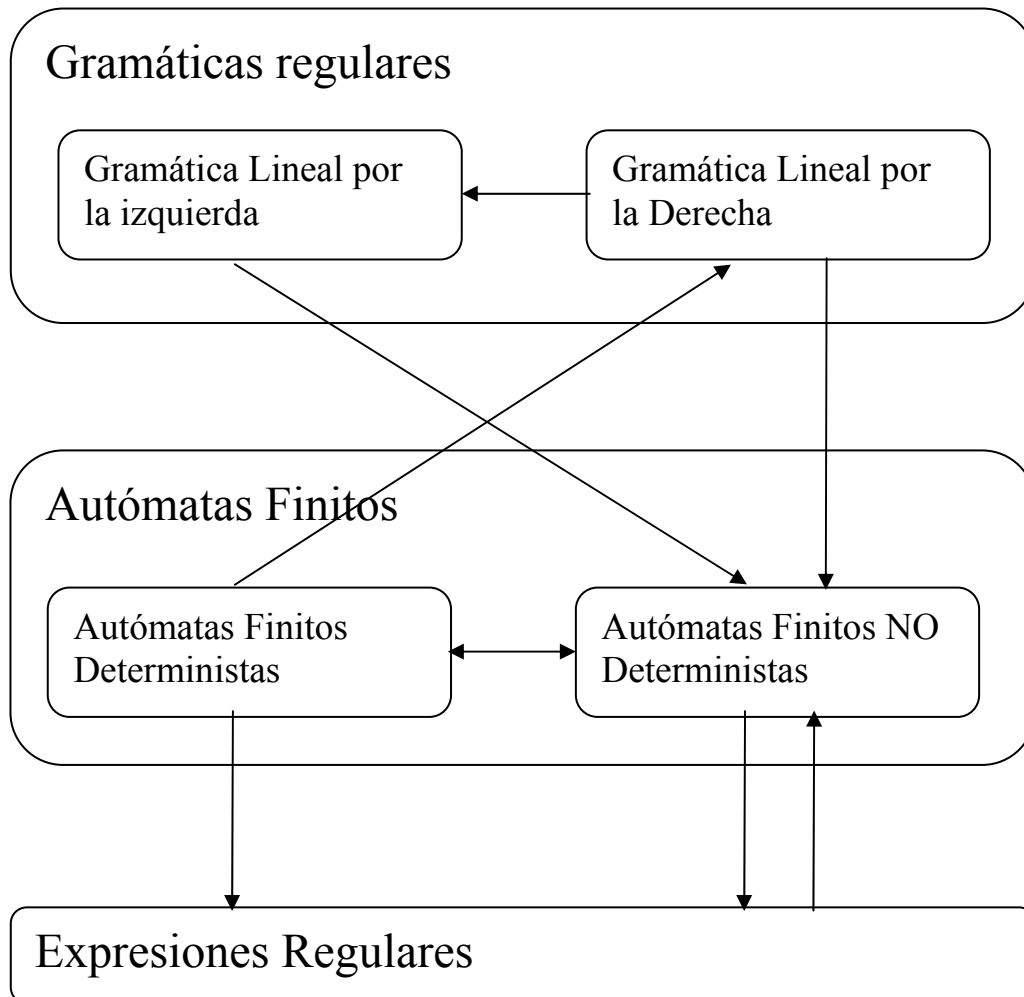 Gramáticas regulares
Gramática Lineal por
la izquierda
Gramática Lineal por
la Derecha
Autómatas Finitos
Autómatas Finitos
Deterministas
Autómatas Finitos NO
Deterministas
Expresiones Regulares